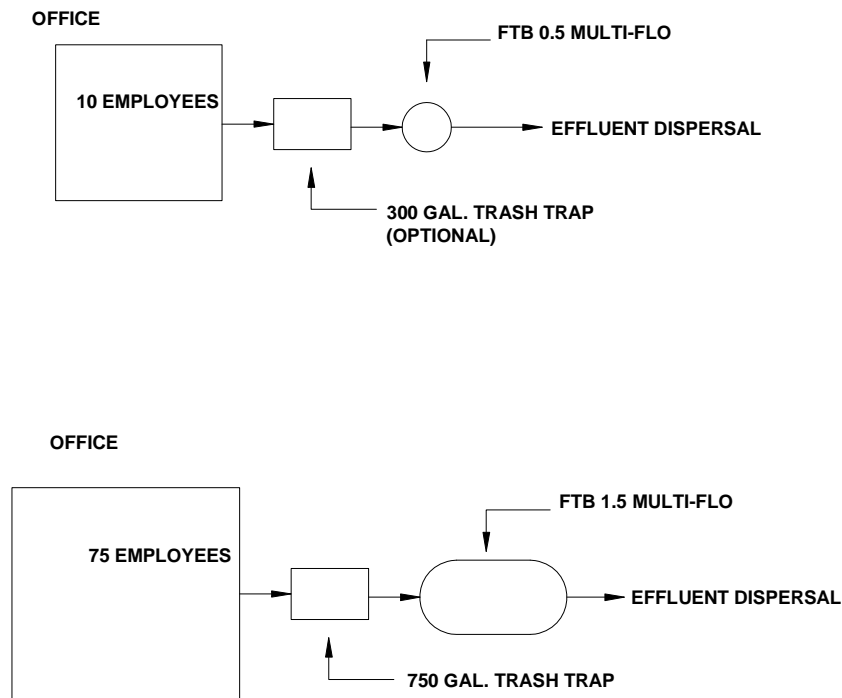 OFFICE
FTB 0.5 MULTI-FLO
10 EMPLOYEES
EFFLUENT DISPERSAL
300 GAL. TRASH TRAP
(OPTIONAL)
OFFICE
FTB 1.5 MULTI-FLO
75 EMPLOYEES
EFFLUENT DISPERSAL
750 GAL. TRASH TRAP